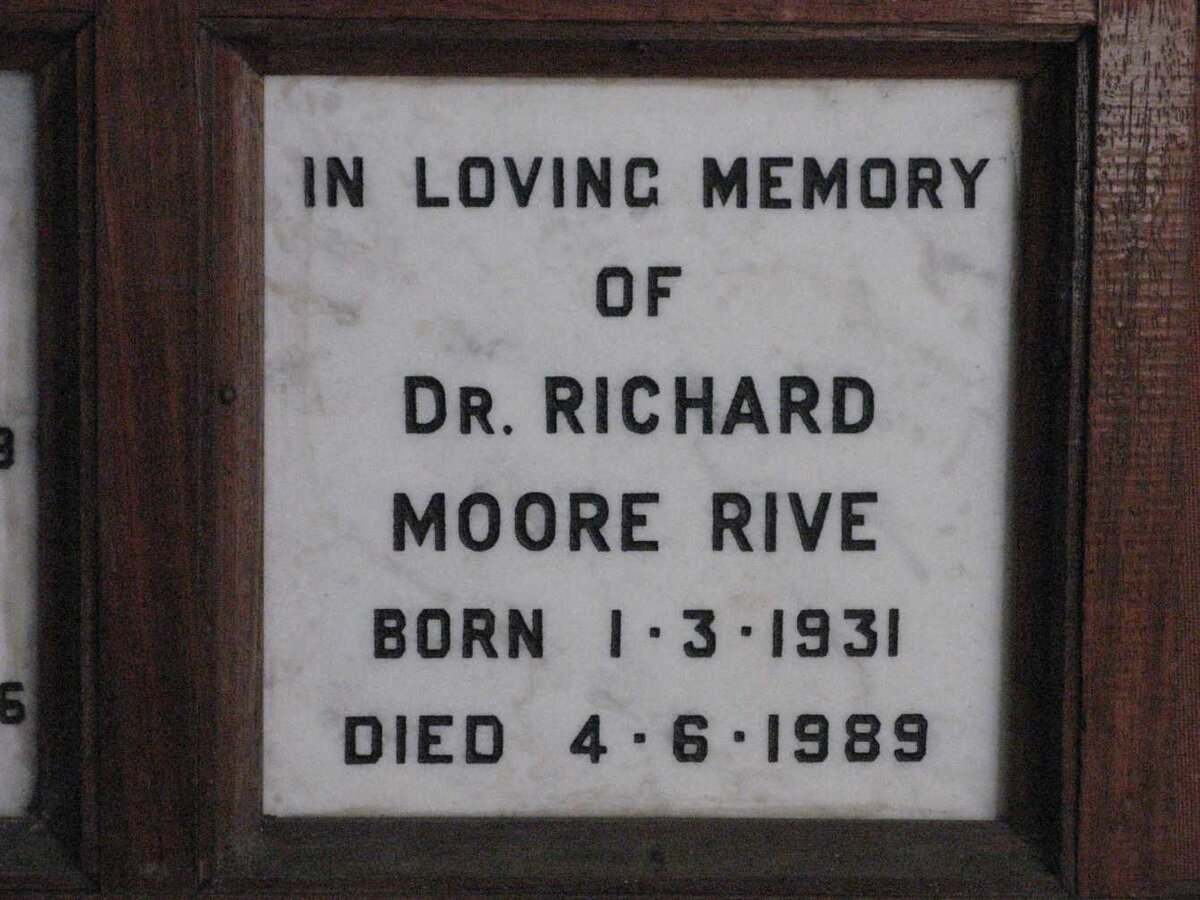 IN LOVING MEMORY
OF
DR. RICHARD
MOORE RIVE
BORN 1·3·1931
DIED 4·6·1989